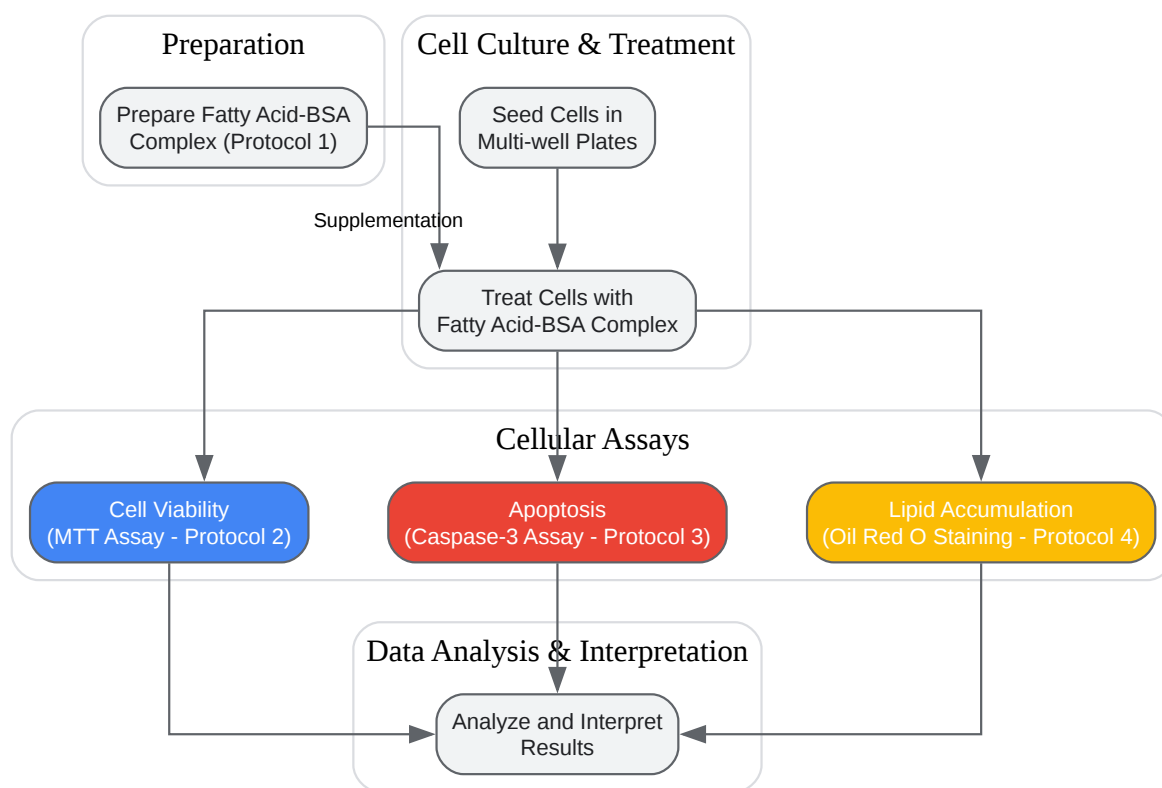 Preparation
Cell Culture & Treatment
Prepare Fatty Acid-BSA
Complex (Protocol 1)
Seed Cells in
Multi-well Plates
Supplementation
Treat Cells with
Fatty Acid-BSA Complex
Cellular Assays
Cell Viability
(MTT Assay - Protocol 2)
Apoptosis
(Caspase-3 Assay - Protocol 3)
Lipid Accumulation
(Oil Red O Staining - Protocol 4)
Data Analysis & Interpretation
Analyze and Interpret
Results